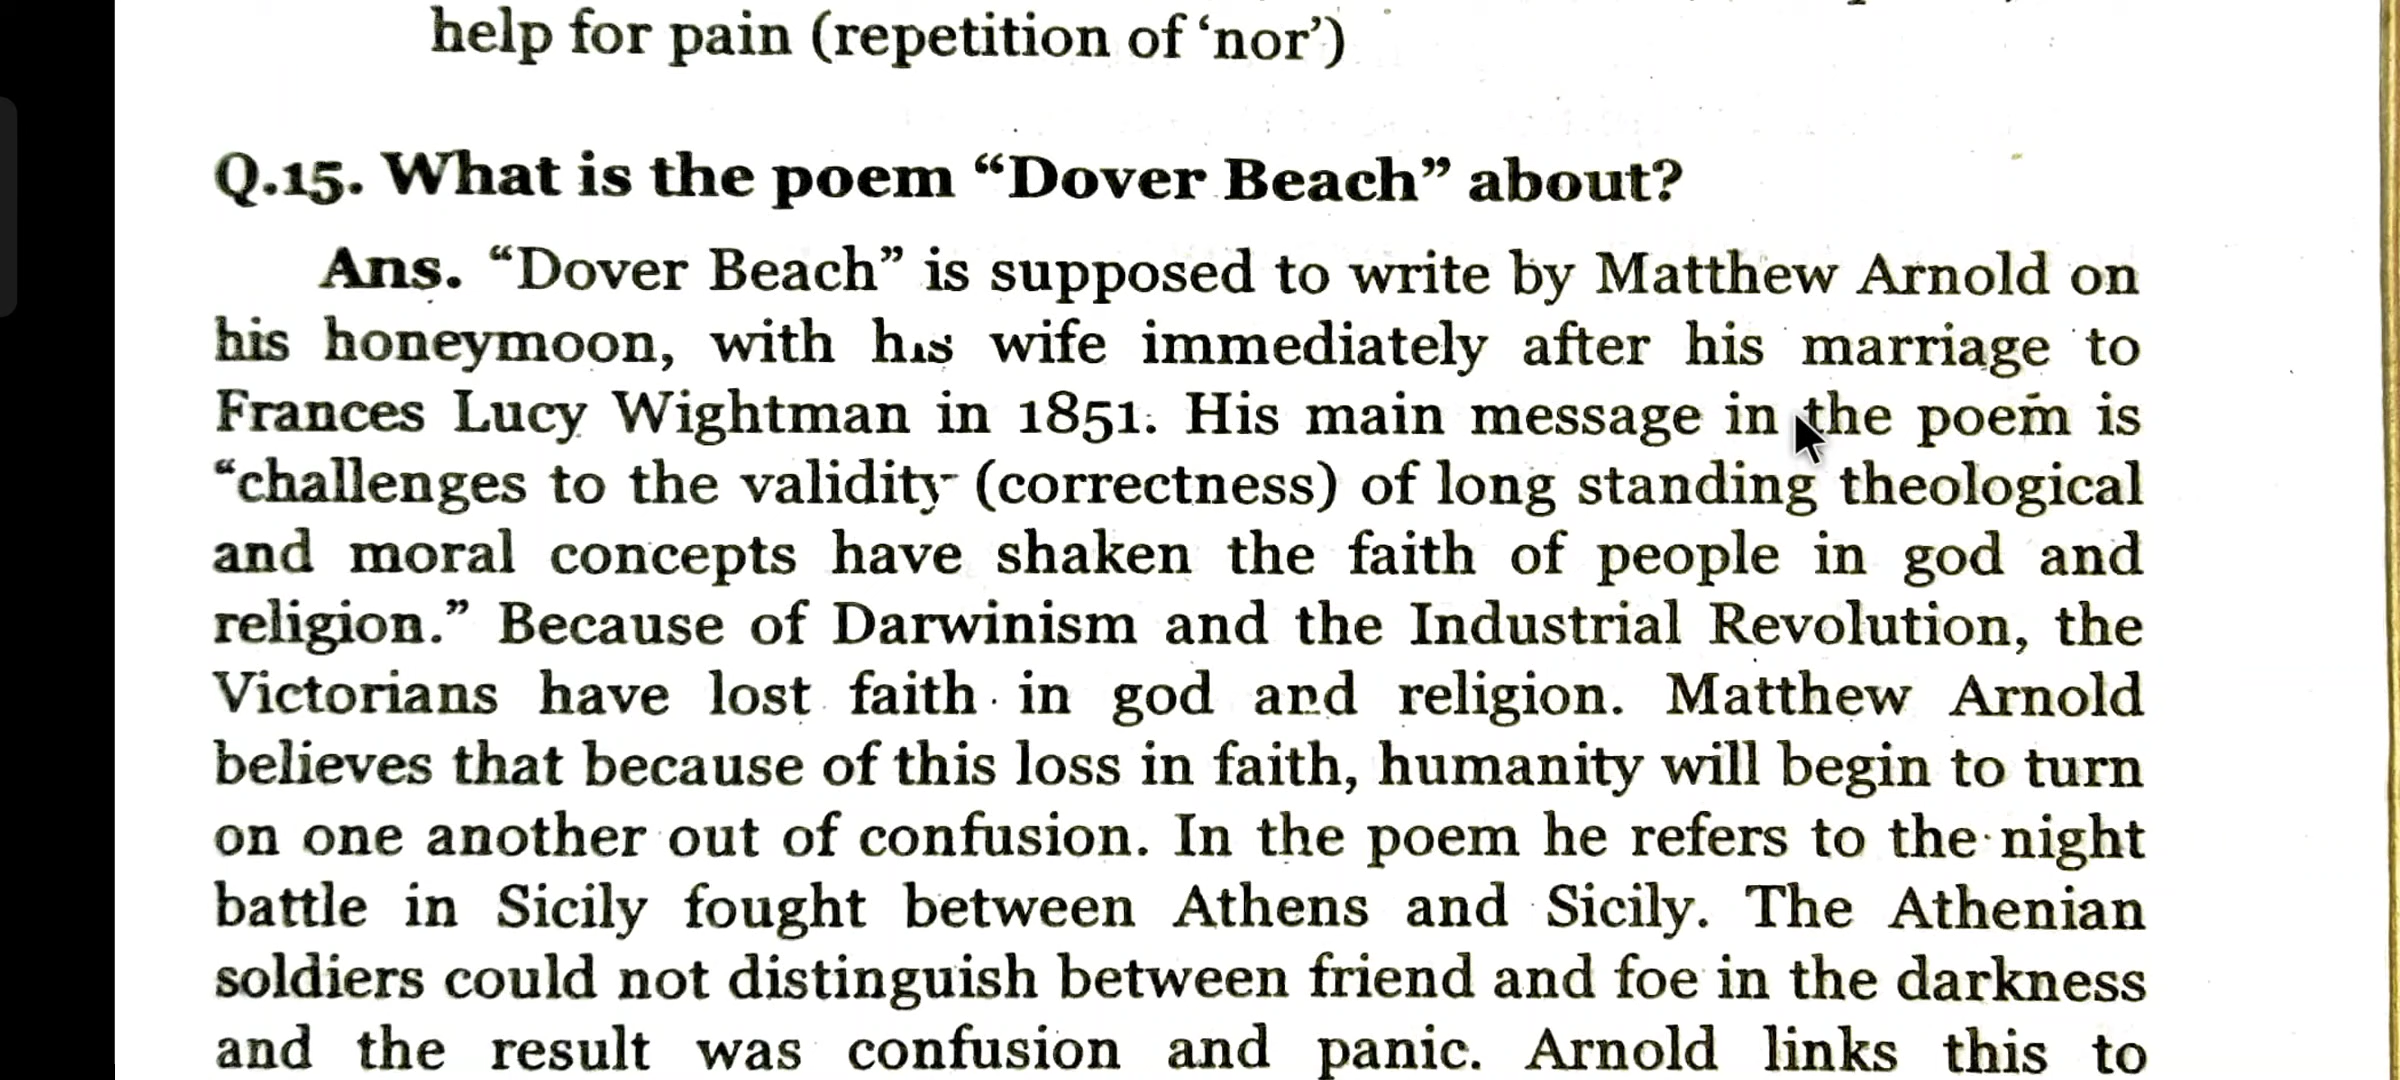 help for pain (repetition of ‘nor’)
Q.15. What is the poem “Dover Beach” about?
Ans. “Dover Beach” is supposed to write by Matthew Arnold on
his honeymoon, with his wife immediately after his marriage to
Frances Lucy Wightman in 1851. His main message in the poem is
“challenges to the validity (correctness) of long standing theological
and moral concepts have shaken the faith of people in god and
religion.” Because of Darwinism and the Industrial Revolution, the
Victorians have lost faith in god and religion. Matthew Arnold
believes that because of this loss in faith, humanity will begin to turn
on one another out of confusion. In the poem he refers to the night
battle in Sicily fought between Athens and Sicily. The Athenian
soldiers could not distinguish between friend and foe in the darkness
and the result was confusion and panic. Arnold links this to